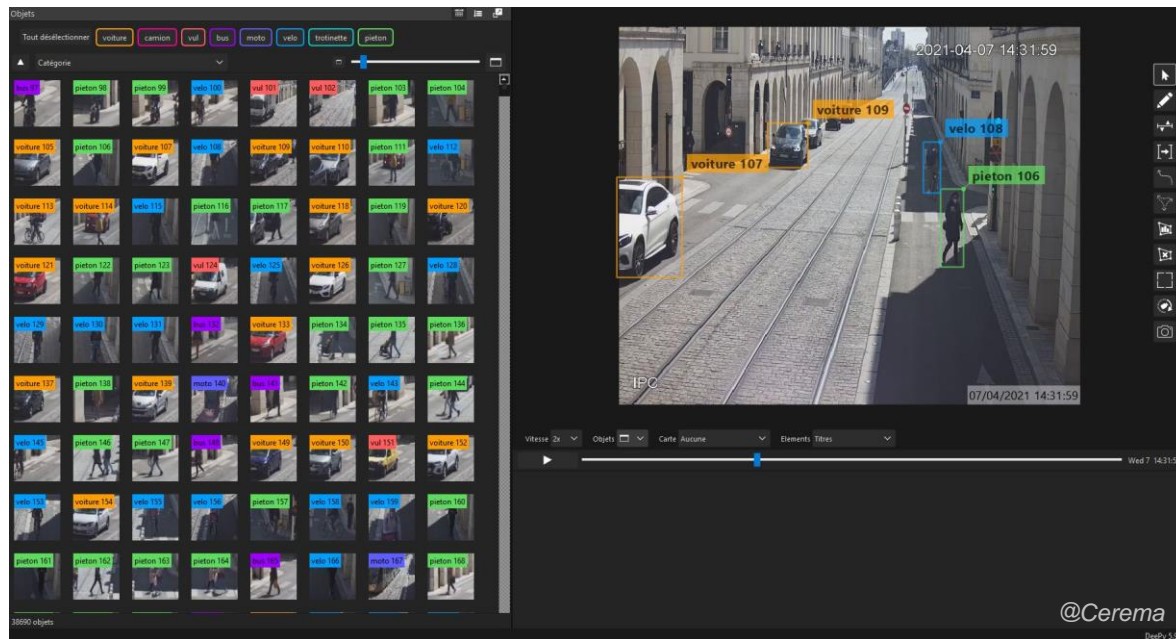 Objets
Tout désélectionner voiture camion vul bus moto velo trotinette pieton
Catégorie
pieton 98 pieton 99 velo 100 vul 101 vul 102 pieton 103 pieton 104
voiture 105 pieton 106 voiture 107 velo 108 voiture 109 voiture 110 pieton 111 velo 112
voiture 113 voiture 114 velo 115 pieton 116 pieton 117 voiture 118 pieton 119 voiture 120
voiture 121 pieton 122 pieton 123 vul 124 velo 125 voiture 126 pieton 127 velo 128
velo 129 velo 130 velo 131 bus 132 voiture 133 pieton 134 pieton 135 pieton 136
voiture 137 pieton 138 voiture 139 moto 140 bus 141 pieton 142 velo 143 pieton 144
velo 145 pieton 146 pieton 147 bus 148 voiture 149 voiture 150 vul 151 voiture 152
velo 153 voiture 154 velo 155 velo 156 pieton 157 velo 158 velo 159 pieton 160
pieton 161 pieton 162 pieton 163 pieton 164 bus 165 velo 166 moto 167 pieton 168
38690 objets
2021-04-07 14:31:59
voiture 109
velo 108
voiture 107
pieton 106
IPC
07/04/2021 14:31:59
Vitesse 2x Objets Carte Aucune Elements Titres
Wed 7 14:31:5
@Cerema